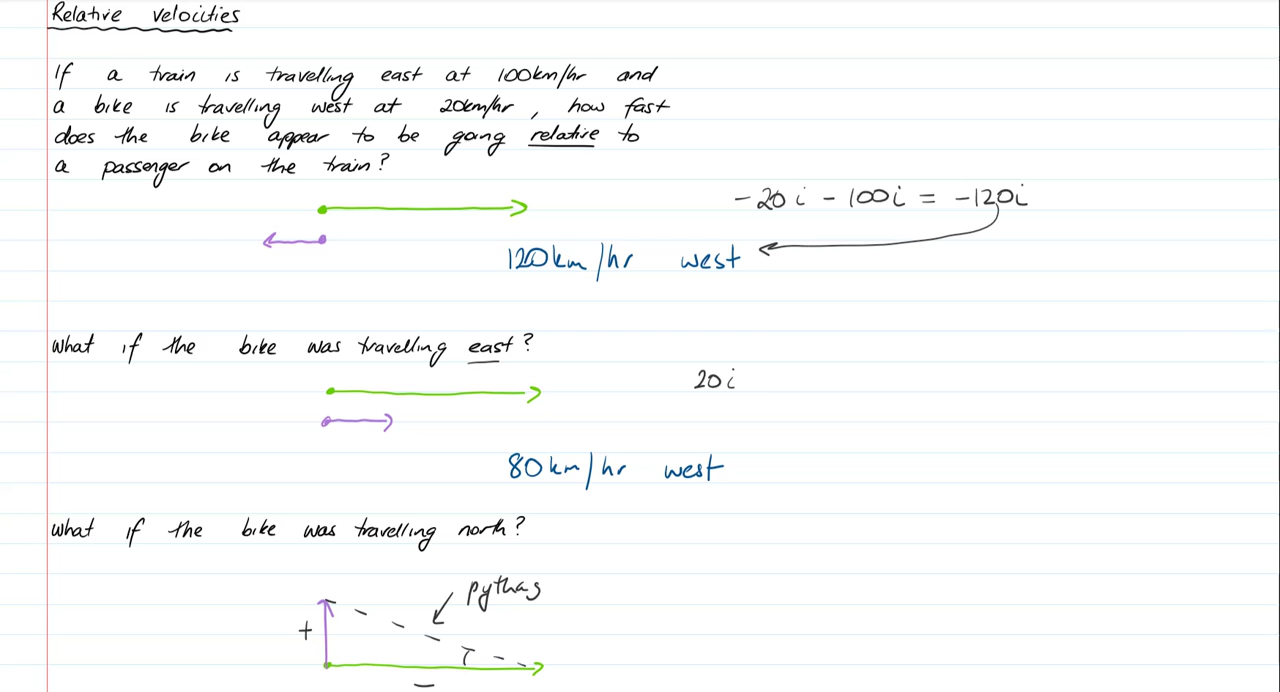 Relative velocities
If a train is travelling east at 100km/hr and
a bike is travelling west at 20km/hr, how fast
does the bike appear to be going relative to
a passenger on the train?
-20i - 100i = -120i
120km/hr west
What if the bike was travelling east?
20i
80km/hr west
What if the bike was travelling north?
pythag
+
-